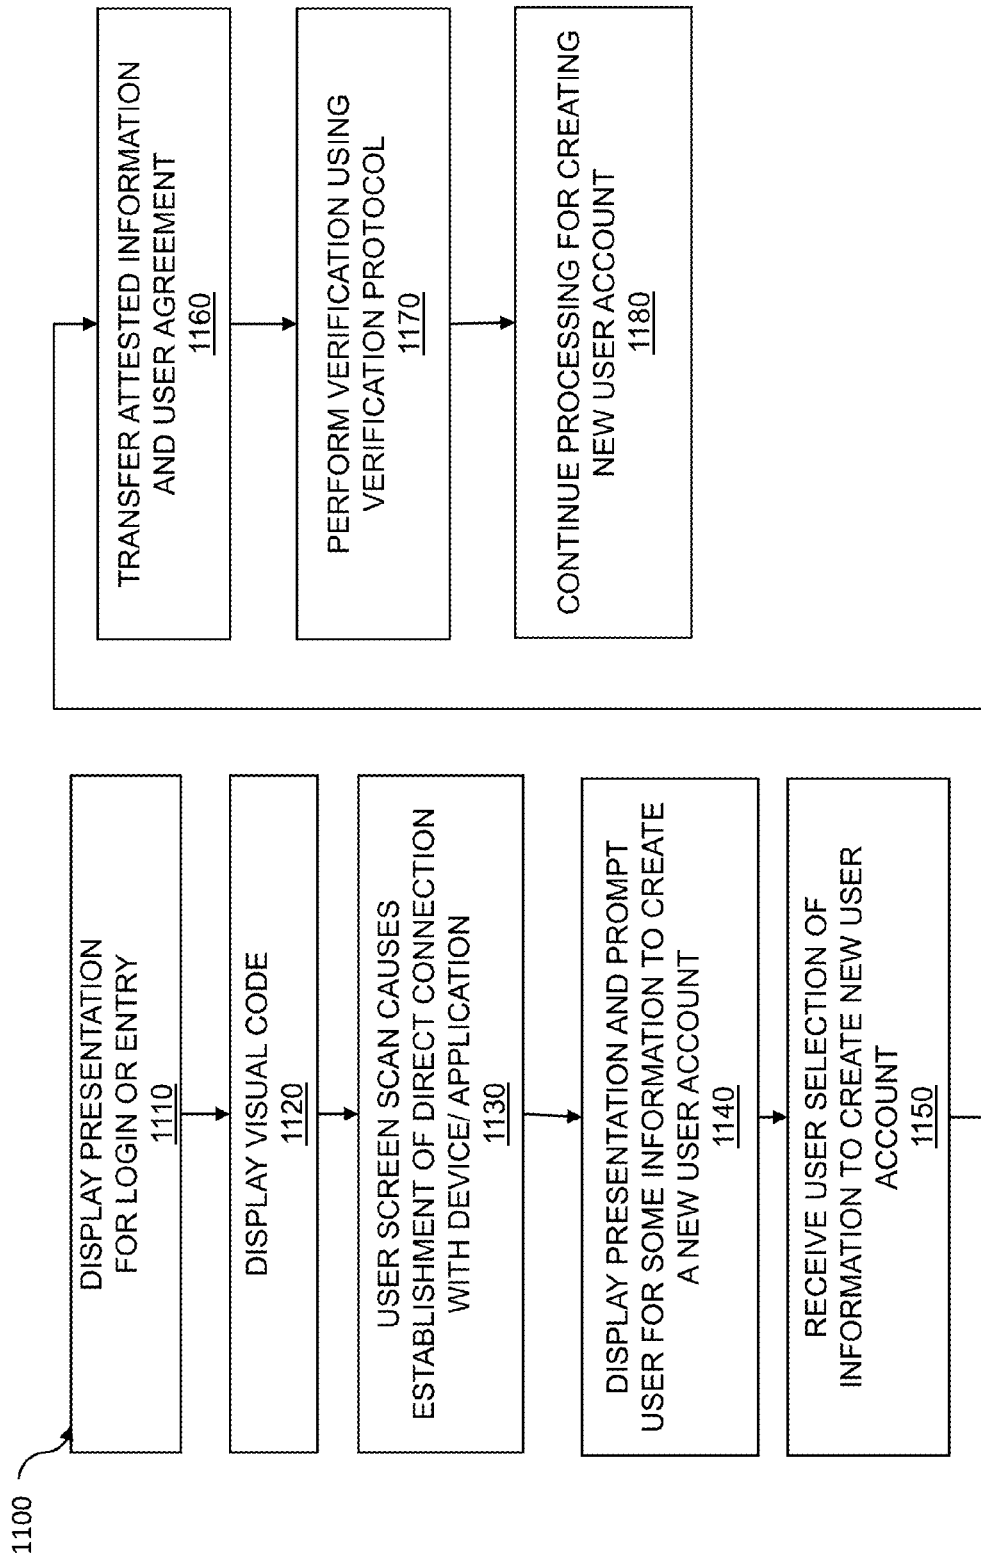 1100
DISPLAY PRESENTATION
FOR LOGIN OR ENTRY
1110
DISPLAY VISUAL CODE
1120
USER SCREEN SCAN CAUSES
ESTABLISHMENT OF DIRECT CONNECTION
WITH DEVICE/ APPLICATION
1130
DISPLAY PRESENTATION AND PROMPT
USER FOR SOME INFORMATION TO CREATE
A NEW USER ACCOUNT
1140
RECEIVE USER SELECTION OF
INFORMATION TO CREATE NEW USER
ACCOUNT
1150
TRANSFER ATTESTED INFORMATION
AND USER AGREEMENT
1160
PERFORM VERIFICATION USING
VERIFICATION PROTOCOL
1170
CONTINUE PROCESSING FOR CREATING
NEW USER ACCOUNT
1180